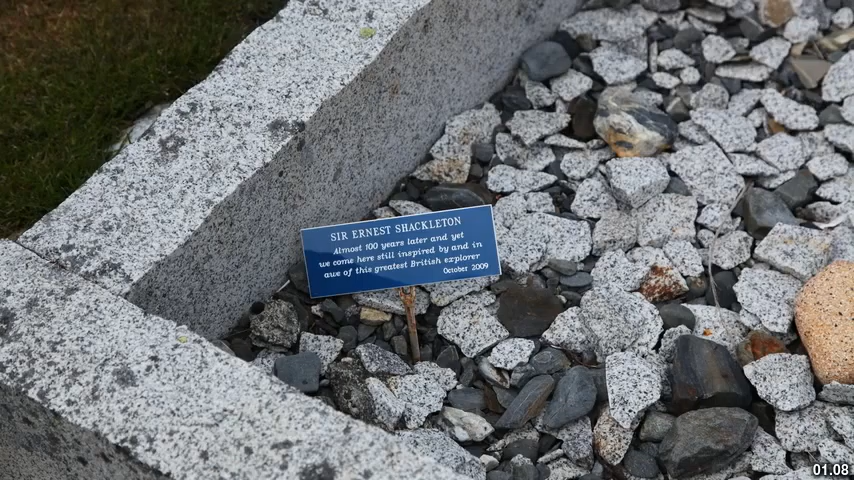 SIR ERNEST SHACKLETON
Almost 100 years later and yet
we come here still inspired by and in
awe of this greatest British explorer
October 2009
01.08